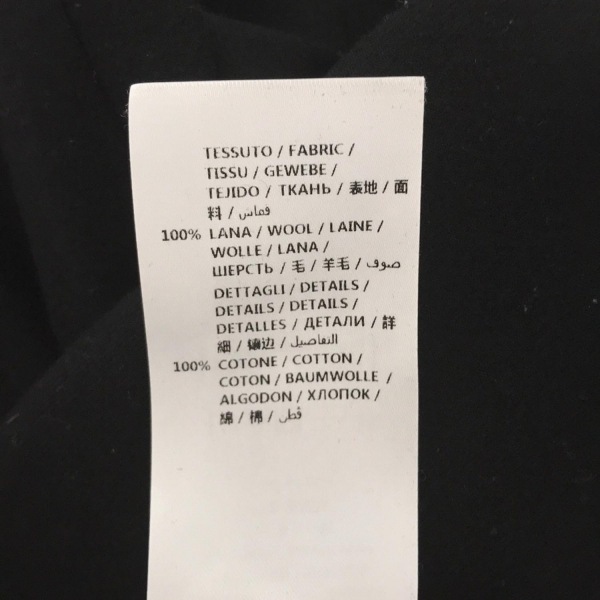 TESSUTO / FABRIC /
TISSU / GEWEBE /
TEJIDO / ТКАНЬ / 表地 / 面
料 / قماش
100% LANA / WOOL / LAINE /
WOLLE / LANA /
ШЕРСТЬ / 毛 / 羊毛 / صوف
DETTAGLI / DETAILS /
DETAILS / DETAILS /
DETALLES / ДЕТАЛИ / 詳
細 / 镶边 / التفاصيل
100% COTONE / COTTON /
COTON / BAUMWOLLE /
ALGODON / ХЛОПОК /
綿 / 棉 / قطن